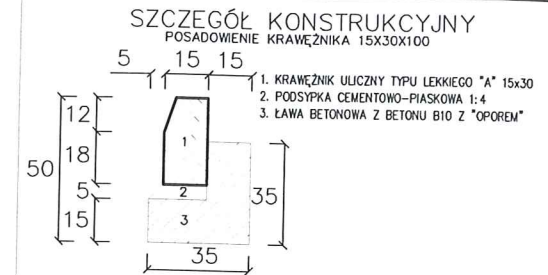 SZCZEGÓŁ KONSTRUKCYJNY
POSADOWIENIE KRAWĘŻNIKA 15X30X100
5 15 15
1. KRAWĘŻNIK ULICZNY TYPU LEKKIEGO "A" 15x30
2. PODSYPKA CEMENTOWO-PIASKOWA 1:4
3. ŁAWA BETONOWA Z BETONU B10 Z "OPOREM"
12
1
18
50
35
5 2
15 3
35